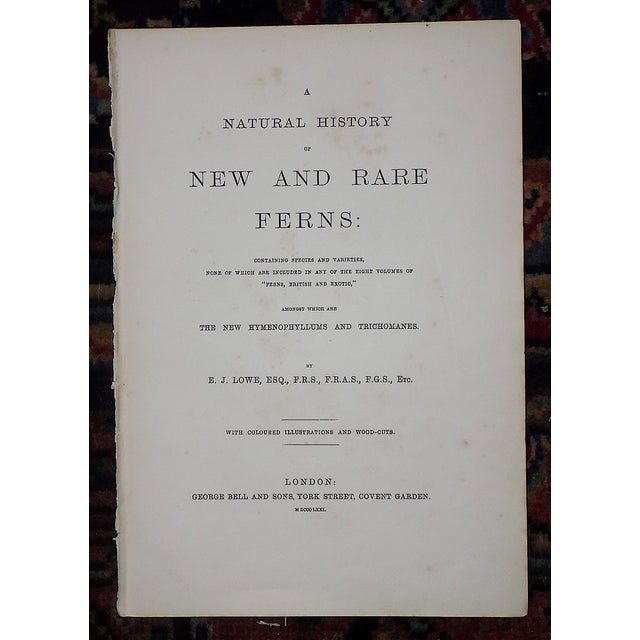 A
NATURAL HISTORY
OF
NEW AND RARE
FERNS:
CONTAINING SPECIES AND VARIETIES,
NONE OF WHICH ARE INCLUDED IN ANY OF THE EIGHT VOLUMES OF
"FERNS, BRITISH AND EXOTIC,"
AMONGST WHICH ARE
THE NEW HYMENOPHYLLUMS AND TRICHOMANES.
BY
E. J. LOWE, ESQ., F.R.S., F.R.A.S., F.G.S., ETC.
WITH COLOURED ILLUSTRATIONS AND WOOD-CUTS.
LONDON:
GEORGE BELL AND SONS, YORK STREET, COVENT GARDEN.
M DCCCLXXI.